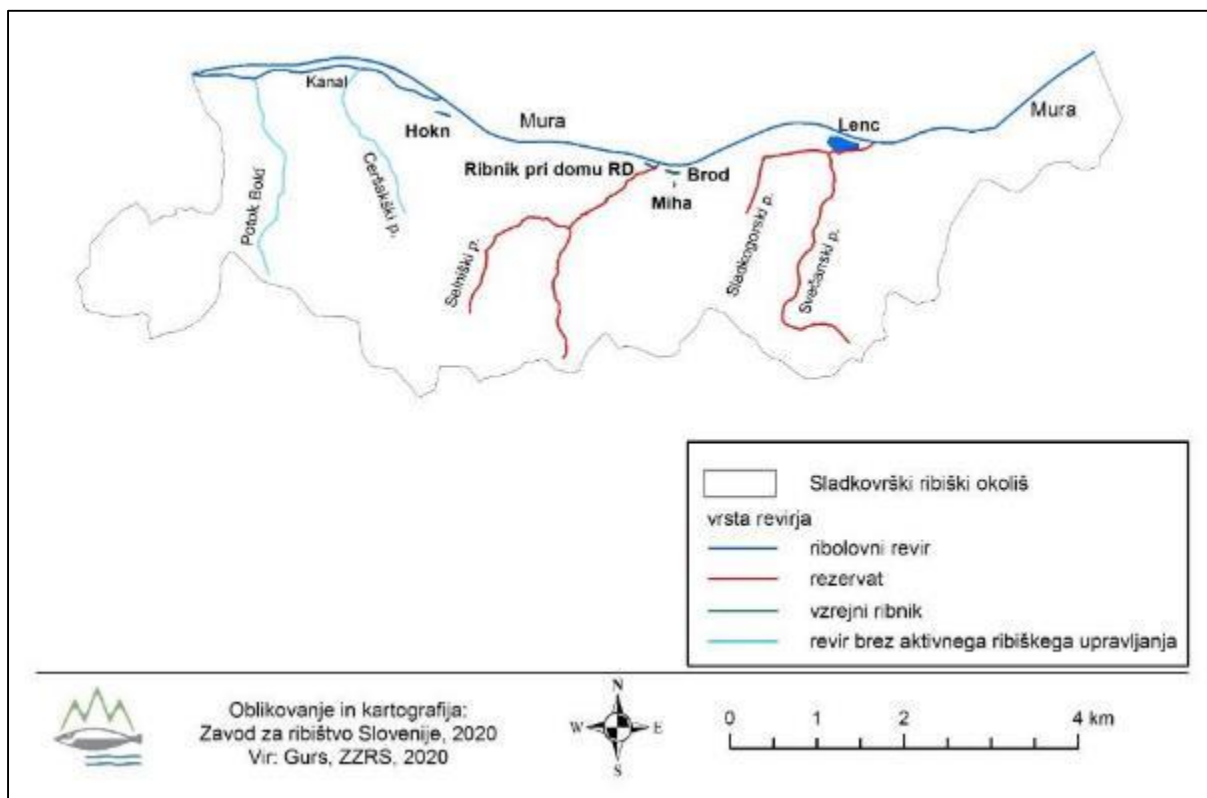 Kanal
Hokn
Mura
Lenc
Mura
Ribnik pri domu RD
Brod
Miha
Potok Boki
Ceršakški p.
Selniški p.
Sladkogorski p.
Svečanski p.
Sladkovrški ribiški okoliš
vrsta revirja
ribolovni revir
rezervat
vzrejni ribnik
revir brez aktivnega ribiškega upravljanja
Oblikovanje in kartografija:
Zavod za ribištvo Slovenije, 2020
Vir: Gurs, ZZRS, 2020
N
W E
S
0 1 2 4 km